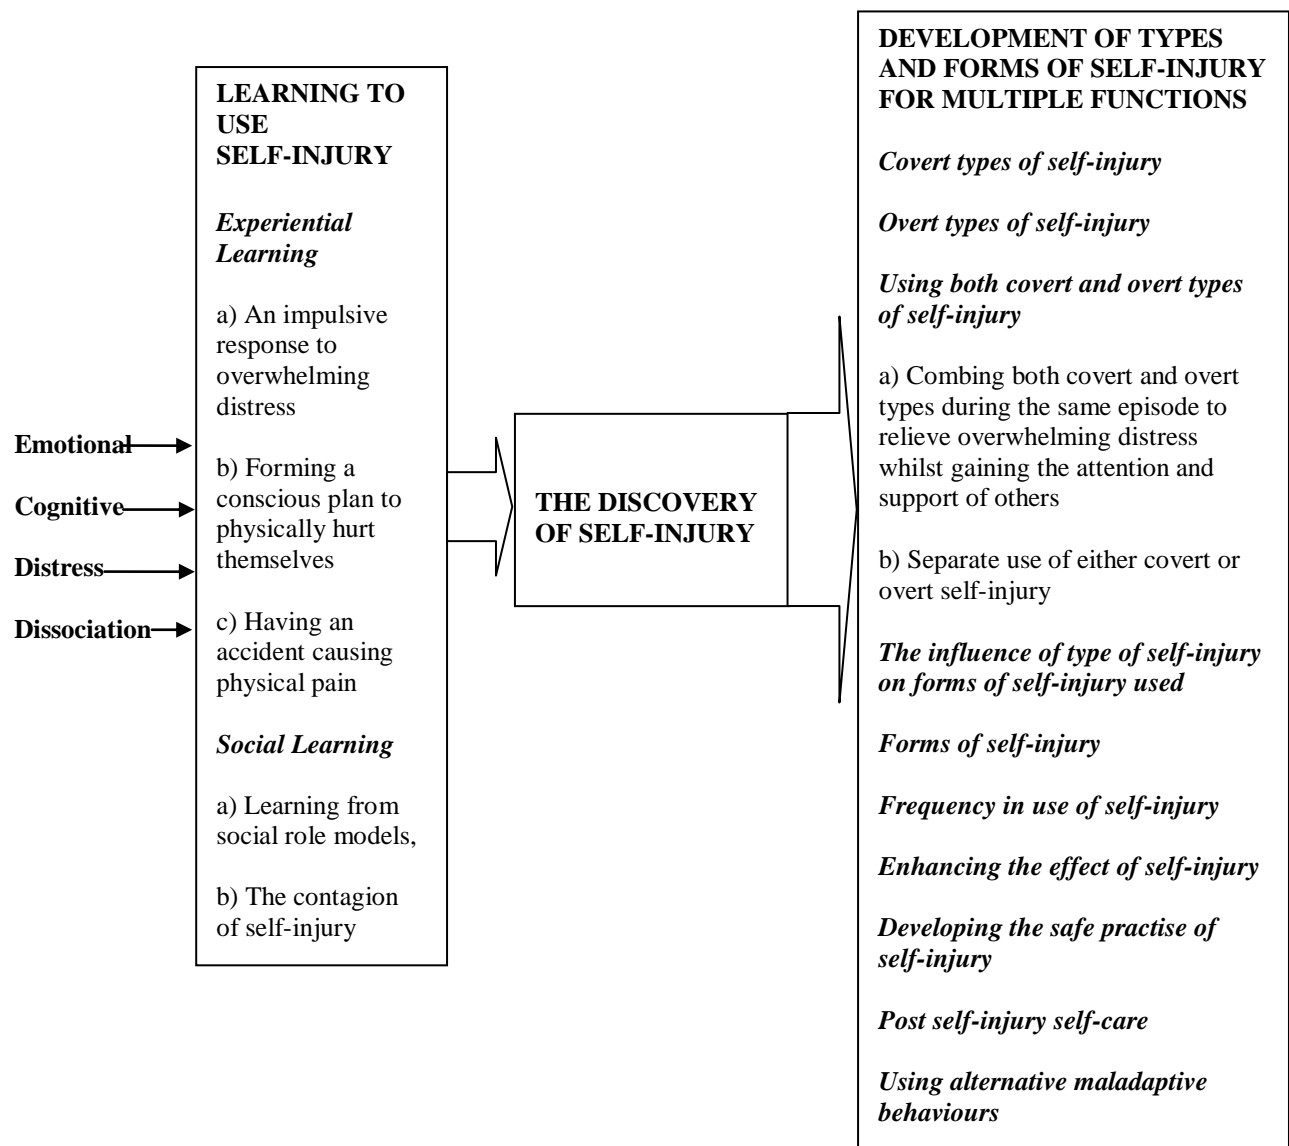 Emotional
Cognitive
Distress
Dissociation
LEARNING TO
USE
SELF-INJURY
Experiential
Learning
a) An impulsive
response to
overwhelming
distress
b) Forming a
conscious plan to
physically hurt
themselves
c) Having an
accident causing
physical pain
Social Learning
a) Learning from
social role models,
b) The contagion
of self-injury
THE DISCOVERY
OF SELF-INJURY
DEVELOPMENT OF TYPES
AND FORMS OF SELF-INJURY
FOR MULTIPLE FUNCTIONS
Covert types of self-injury
Overt types of self-injury
Using both covert and overt types
of self-injury
a) Combing both covert and overt
types during the same episode to
relieve overwhelming distress
whilst gaining the attention and
support of others
b) Separate use of either covert or
overt self-injury
The influence of type of self-injury
on forms of self-injury used
Forms of self-injury
Frequency in use of self-injury
Enhancing the effect of self-injury
Developing the safe practise of
self-injury
Post self-injury self-care
Using alternative maladaptive
behaviours